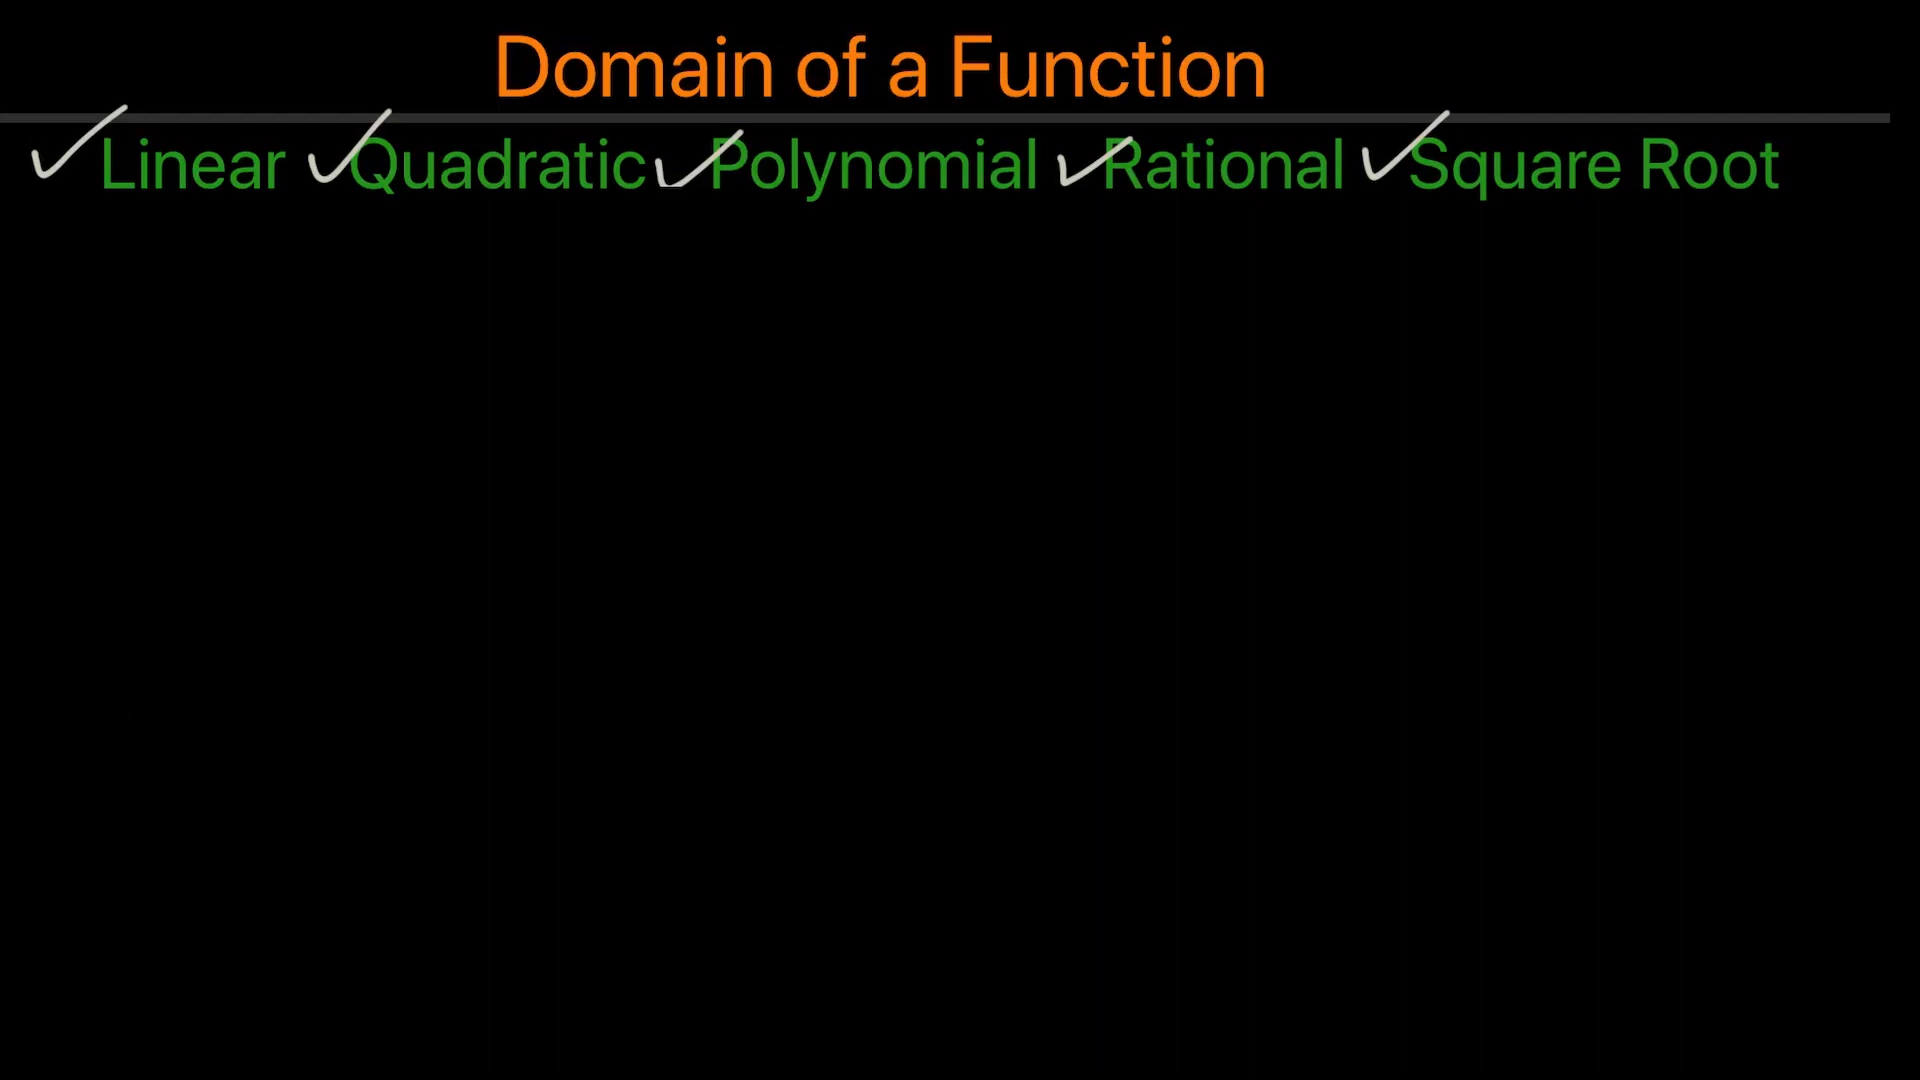 Domain of a Function
Linear Quadratic Polynomial Rational Square Root